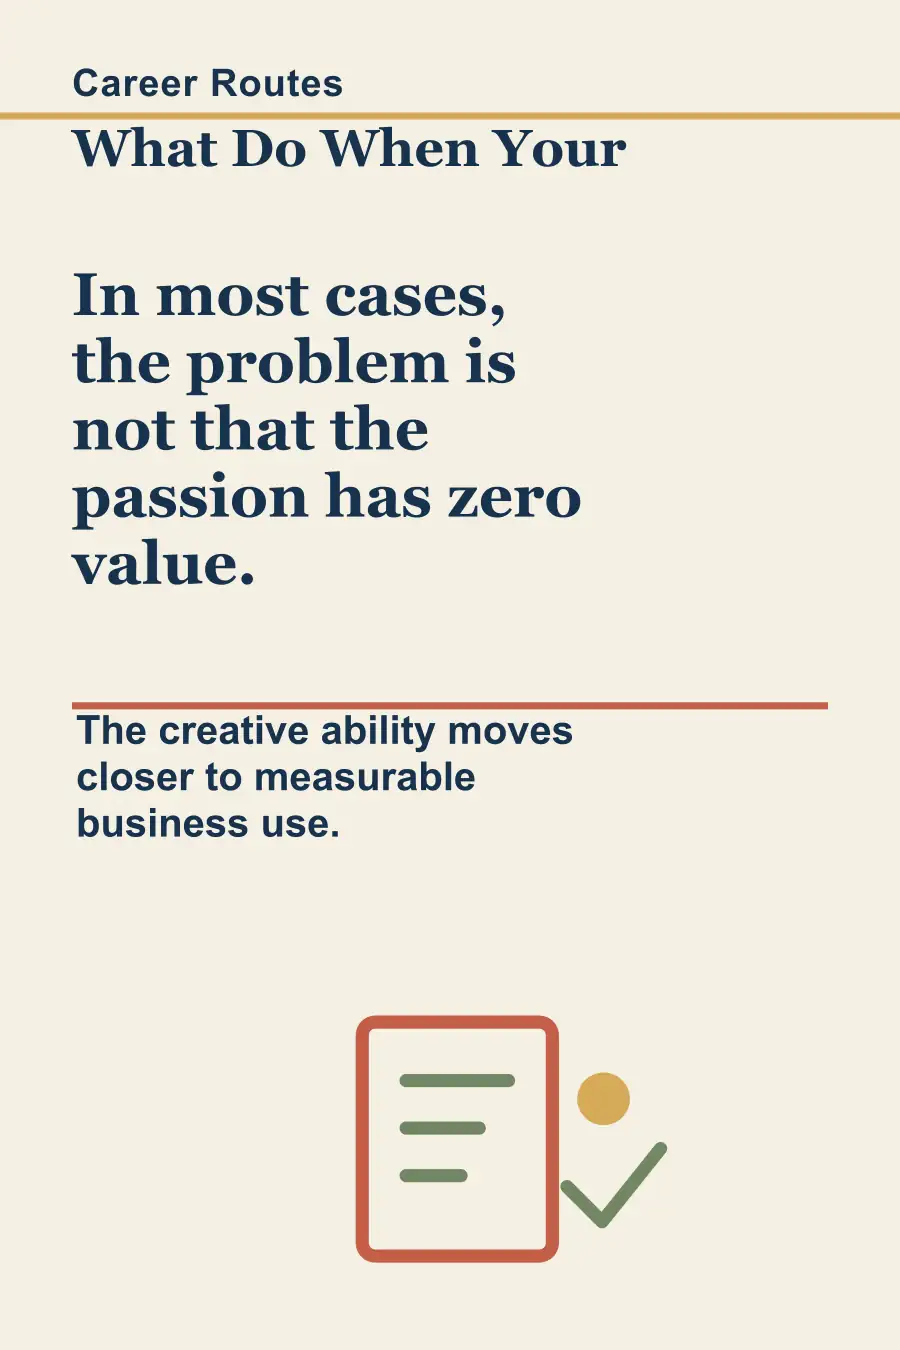 Career Routes
What Do When Your
In most cases,
the problem is
not that the
passion has zero
value.
The creative ability moves
closer to measurable
business use.